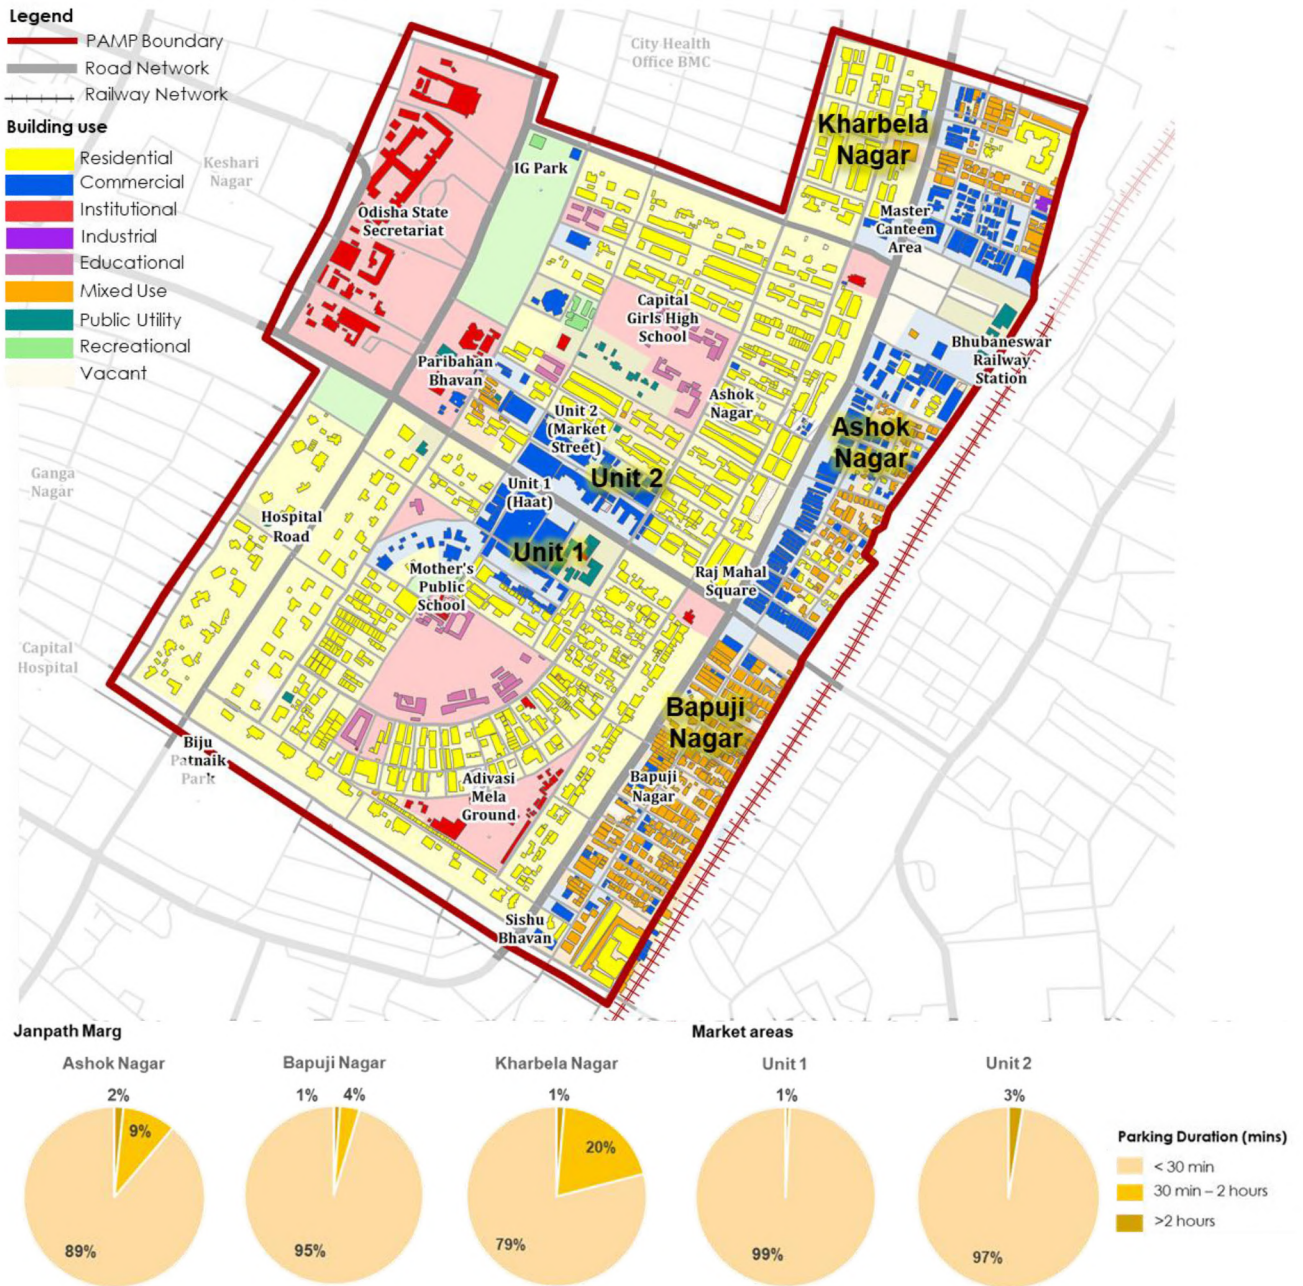 Legend
PAMP Boundary
Road Network
Railway Network
Building use
Residential
Commercial
Institutional
Industrial
Educational
Mixed Use
Public Utility
Recreational
Vacant
City Health
Office BMC
Keshari
Nagar
IG Park
Odisha State
Secretariat
Kharbela
Nagar
Master
Canteen
Area
Capital
Girls High
School
Bhubaneswar
Railway
Station
Paribahan
Bhavan
Unit 2
(Market
Street)
Ashok
Nagar
Ashok
Nagar
Unit 2
Ganga
Nagar
Unit 1
(Haat)
Hospital
Road
Unit 1
Mother's
Public
School
Raj Mahal
Square
Capital
Hospital
Bapuji
Nagar
Biju
Patnaik
Park
Adivasi
Mela
Ground
Bapuji
Nagar
Sishu
Bhavan
Janpath Marg
Market areas
Ashok Nagar
2%
9%
89%
Bapuji Nagar
1%
4%
95%
Kharbela Nagar
1%
20%
79%
Unit 1
1%
99%
Unit 2
3%
97%
Parking Duration (mins)
< 30 min
30 min – 2 hours
>2 hours